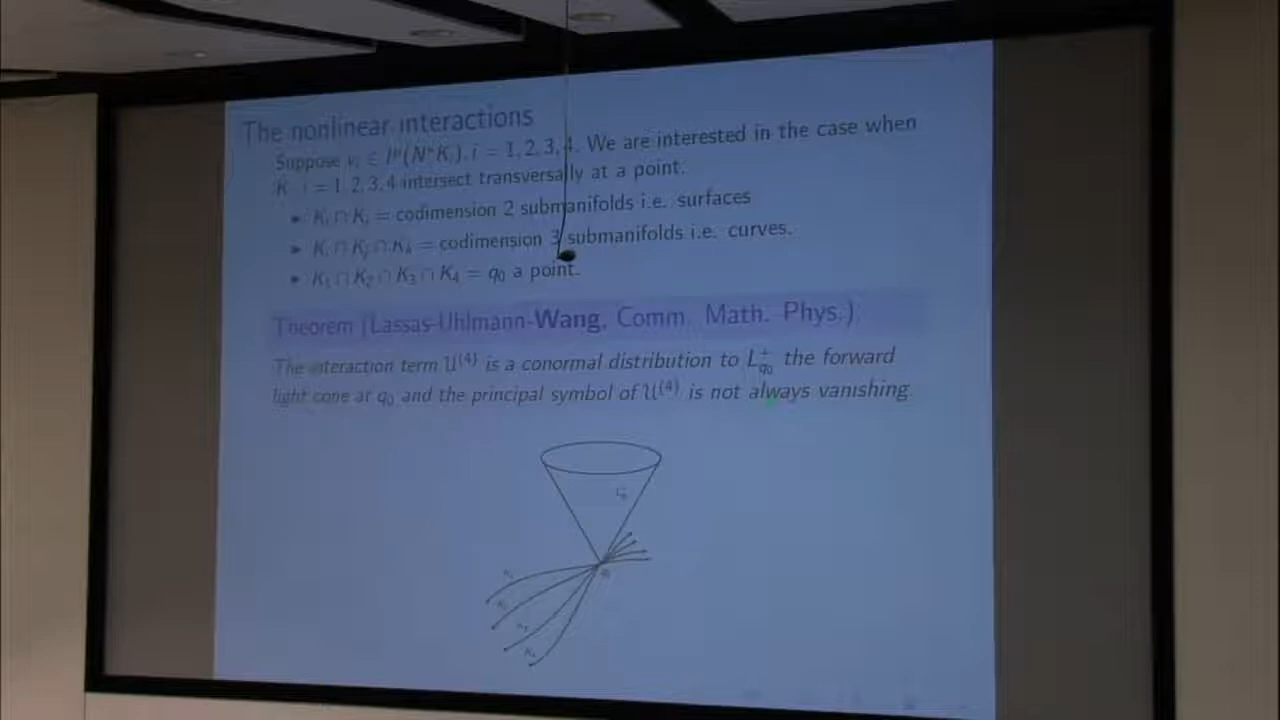 The nonlinear interactions
Suppose vᵢ ∈ Iᵘ(N*Kᵢ), i = 1, 2, 3, 4. We are interested in the case when
Kᵢ, i = 1, 2, 3, 4 intersect transversally at a point.
▸ Kᵢ ∩ Kⱼ = codimension 2 submanifolds i.e. surfaces
▸ Kᵢ ∩ Kⱼ ∩ Kₖ = codimension 3 submanifolds i.e. curves.
▸ K₁ ∩ K₂ ∩ K₃ ∩ K₄ = q₀ a point.
Theorem (Lassas-Uhlmann-Wang, Comm. Math. Phys.)
The interaction term 𝒰⁽⁴⁾ is a conormal distribution to L⁺q₀ the forward
light cone at q₀ and the principal symbol of 𝒰⁽⁴⁾ is not always vanishing